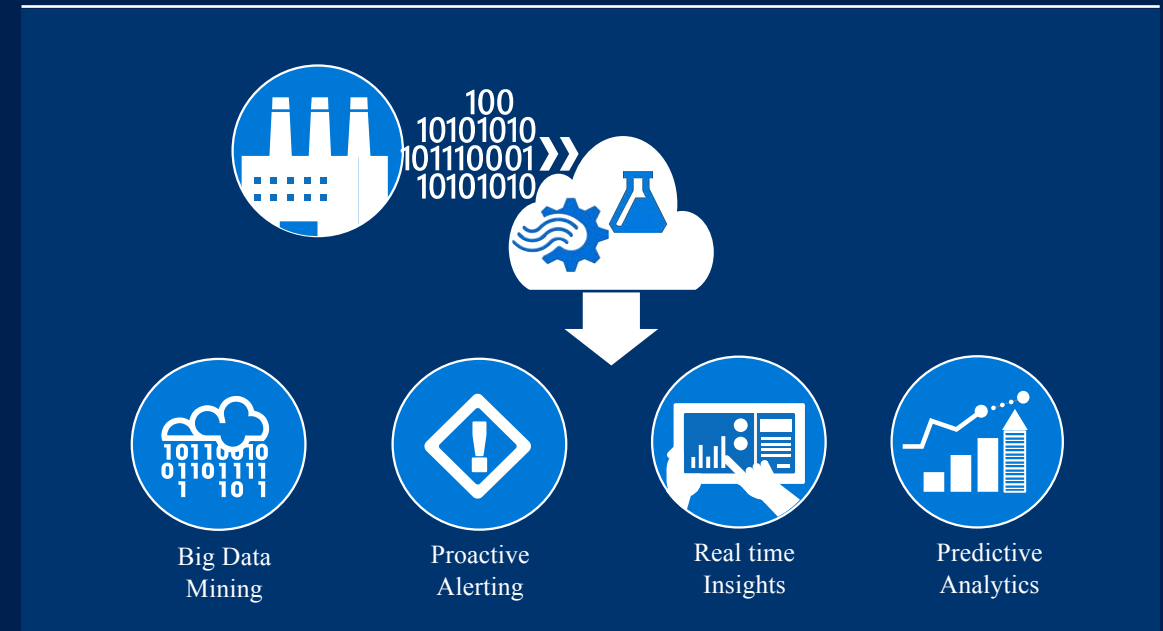 100
10101010
101110001
10101010
10110010
01101111
1 10 1
Big Data
Mining
Proactive
Alerting
Real time
Insights
Predictive
Analytics